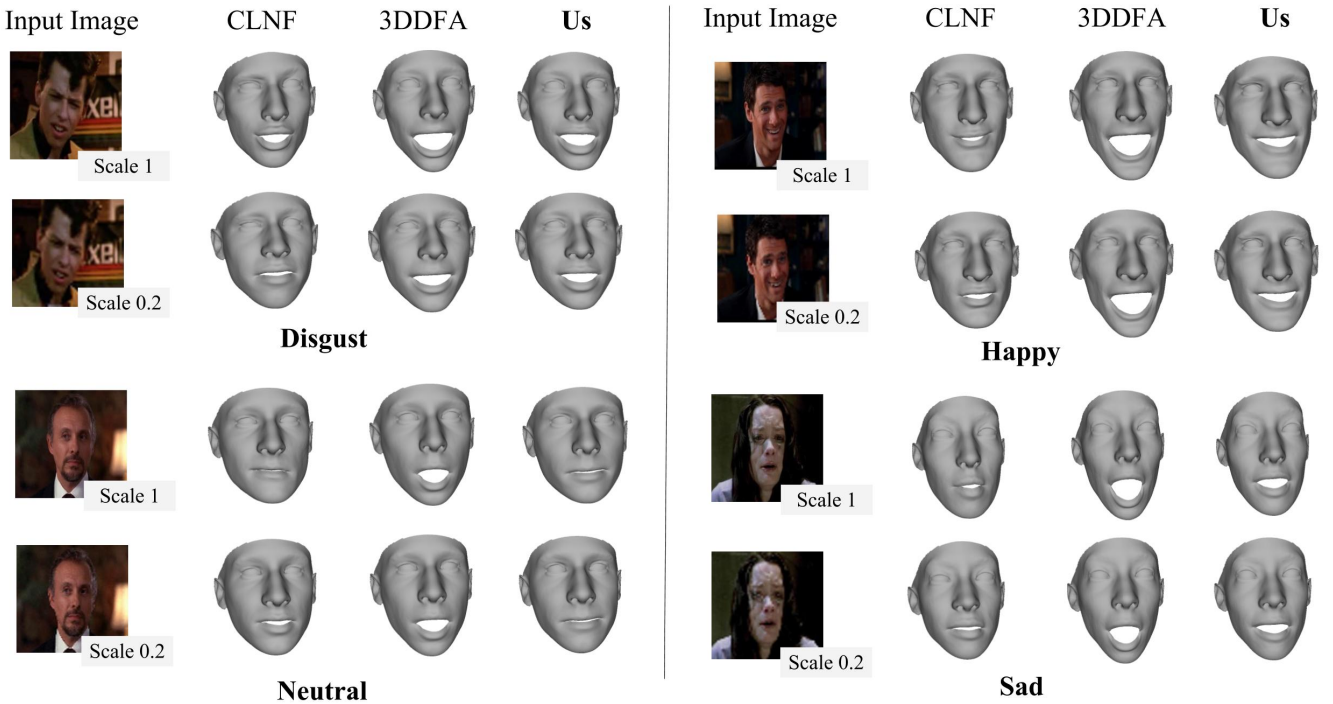 Input Image CLNF 3DDFA Us
Scale 1
Scale 0.2
Disgust
Scale 1
Scale 0.2
Neutral
Input Image CLNF 3DDFA Us
Scale 1
Scale 0.2
Happy
Scale 1
Scale 0.2
Sad